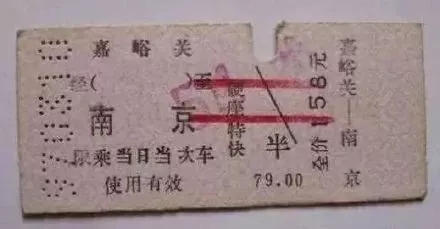 嘉峪关
经(  )至
南京
限乘当日当次车
使用有效
硬座特快
半
79.00
全价158元
嘉峪关—南京